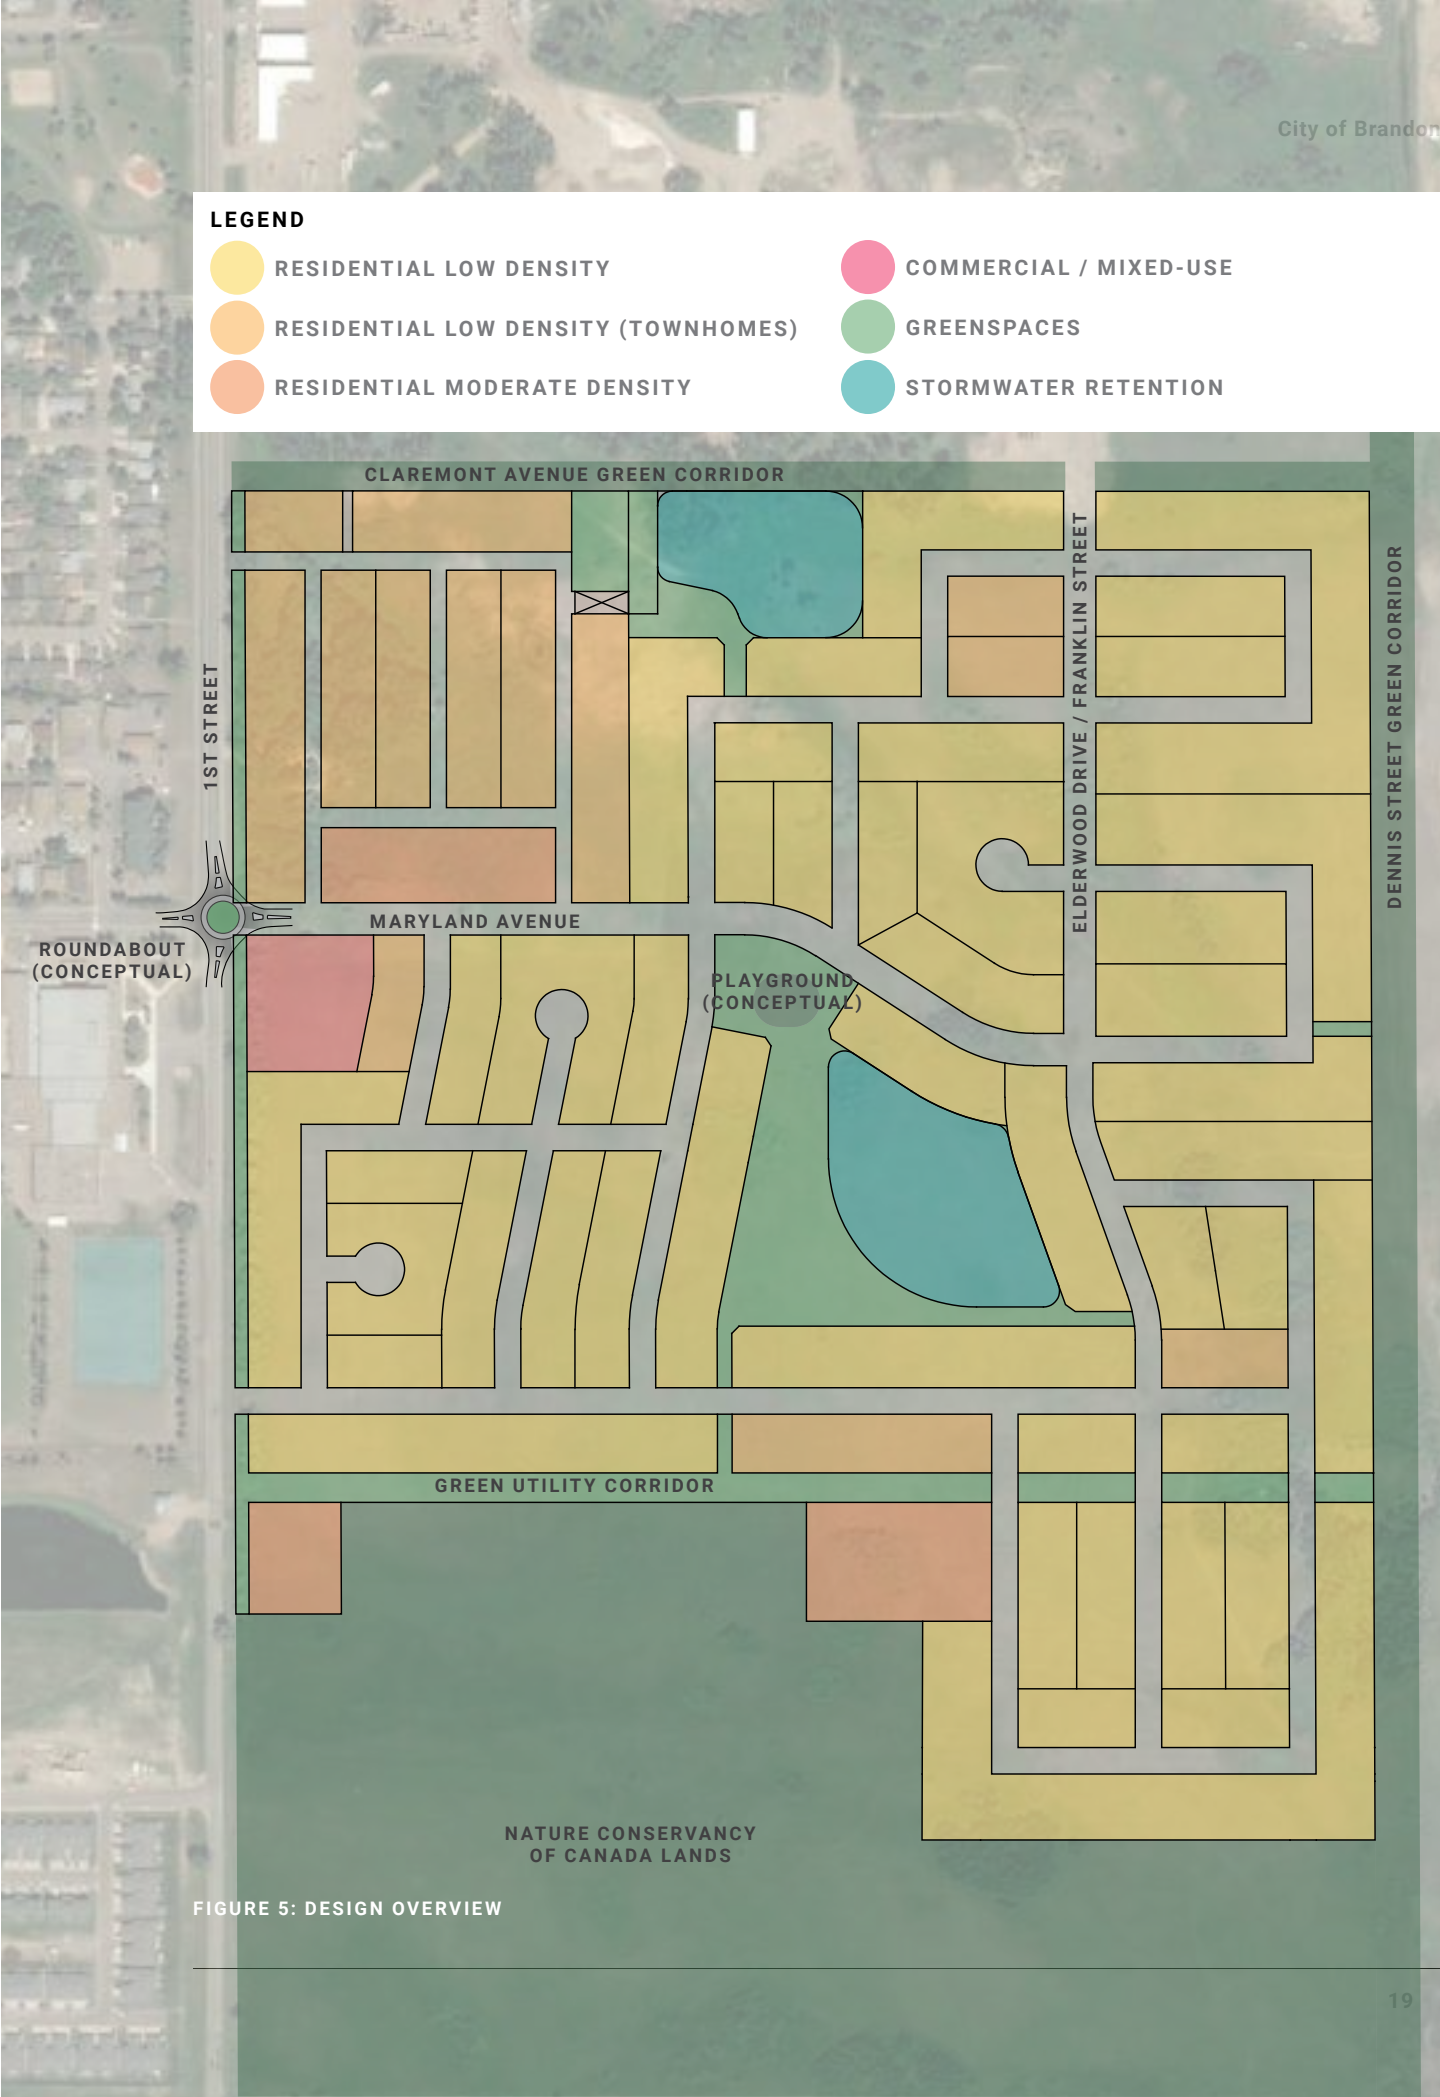 City of Brandon
LEGEND
RESIDENTIAL LOW DENSITY
RESIDENTIAL LOW DENSITY (TOWNHOMES)
RESIDENTIAL MODERATE DENSITY
COMMERCIAL / MIXED-USE
GREENSPACES
STORMWATER RETENTION
CLAREMONT AVENUE GREEN CORRIDOR
1ST STREET
ELDERWOOD DRIVE / FRANKLIN STREET
DENNIS STREET GREEN CORRIDOR
MARYLAND AVENUE
ROUNDABOUT
(CONCEPTUAL)
PLAYGROUND
(CONCEPTUAL)
GREEN UTILITY CORRIDOR
NATURE CONSERVANCY
OF CANADA LANDS
FIGURE 5: DESIGN OVERVIEW
19